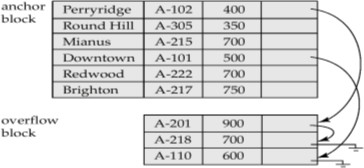 anchor block
Perryridge A-102 400
Round Hill A-305 350
Mianus A-215 700
Downtown A-101 500
Redwood A-222 700
Brighton A-217 750
overflow block
A-201 900
A-218 700
A-110 600